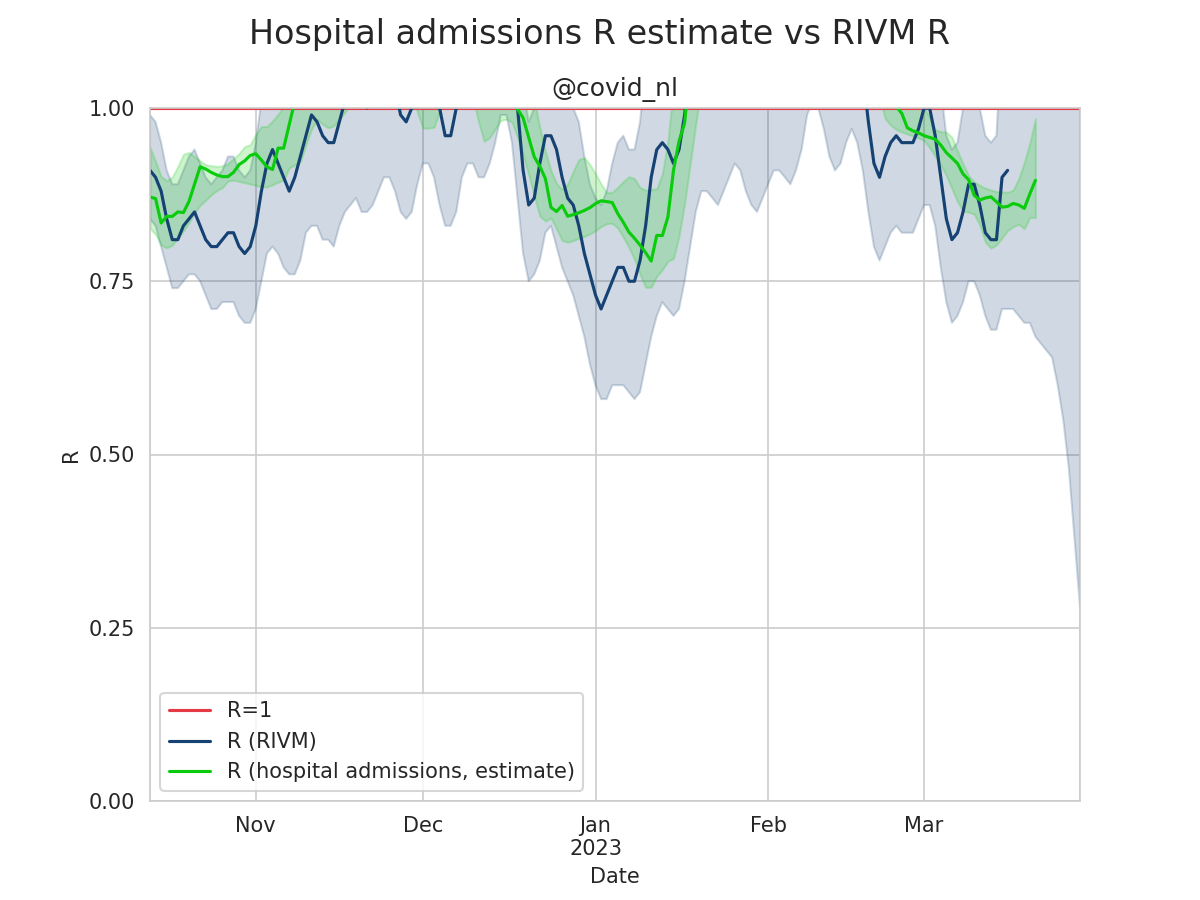 Hospital admissions R estimate vs RIVM R
@covid_nl
1.00
0.75
0.50
0.25
0.00
R
R=1
R (RIVM)
R (hospital admissions, estimate)
Nov Dec Jan Feb Mar
2023
Date